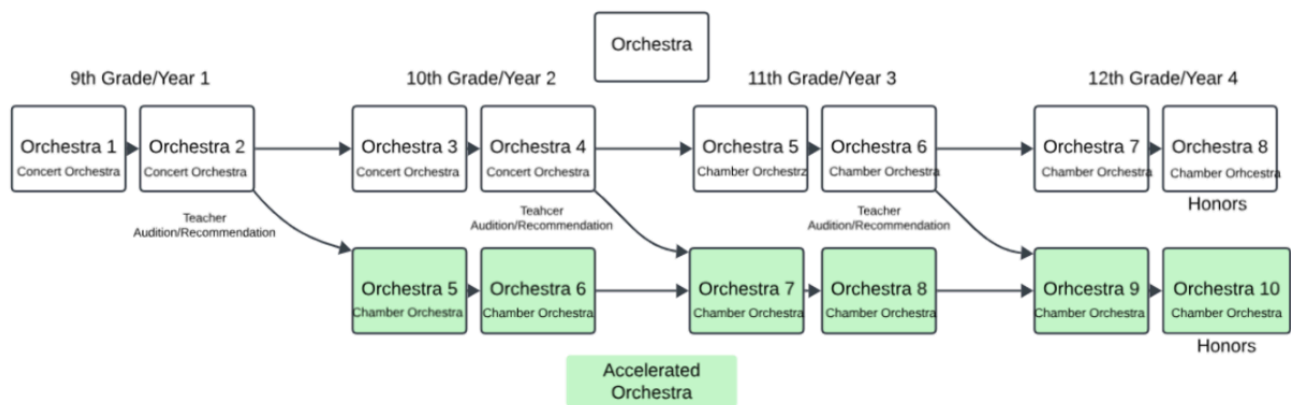 Orchestra
9th Grade/Year 1
10th Grade/Year 2
11th Grade/Year 3
12th Grade/Year 4
Orchestra 1
Concert Orchestra
Orchestra 2
Concert Orchestra
Orchestra 3
Concert Orchestra
Orchestra 4
Concert Orchestra
Orchestra 5
Chamber Orchestrz
Orchestra 6
Chamber Orchestra
Orchestra 7
Chamber Orchestra
Orchestra 8
Chamber Orhcestra
Honors
Teacher
Audition/Recommendation
Teahcer
Audition/Recommendation
Teacher
Audition/Recommendation
Orchestra 5
Chamber Orchestra
Orchestra 6
Chamber Orchestra
Orchestra 7
Chamber Orchestra
Orchestra 8
Chamber Orchestra
Orhcestra 9
Chamber Orchestra
Orchestra 10
Chamber Orchestra
Honors
Accelerated
Orchestra